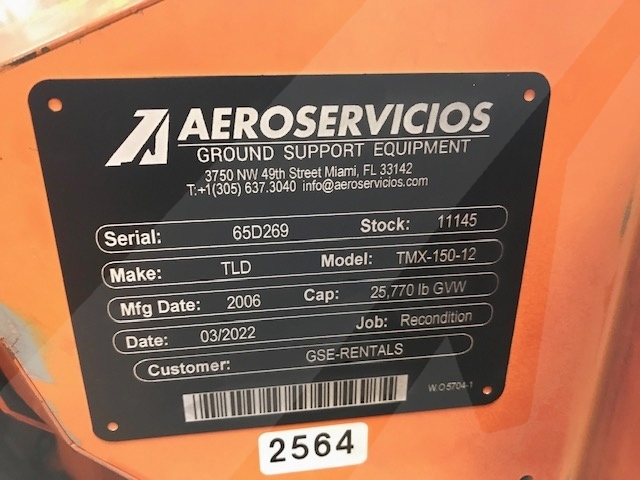 AEROSERVICIOS
GROUND SUPPORT EQUIPMENT
3750 NW 49th Street Miami, FL 33142
T:+1(305) 637.3040 info@aeroservicios.com
Serial: 65D269 Stock: 11145
Make: TLD Model: TMX-150-12
Mfg Date: 2006 Cap: 25,770 lb GVW
Date: 03/2022 Job: Recondition
Customer: GSE-RENTALS
W.O5704-1
2564